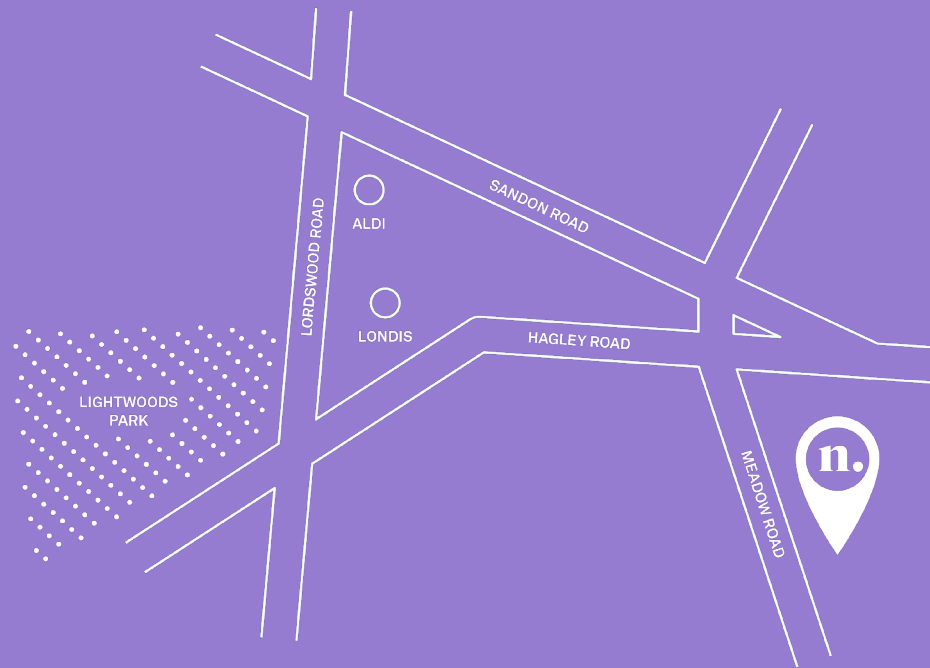 SANDON ROAD
ALDI
LORDSWOOD ROAD
LONDIS
HAGLEY ROAD
LIGHTWOODS
PARK
n.
MEADOW ROAD